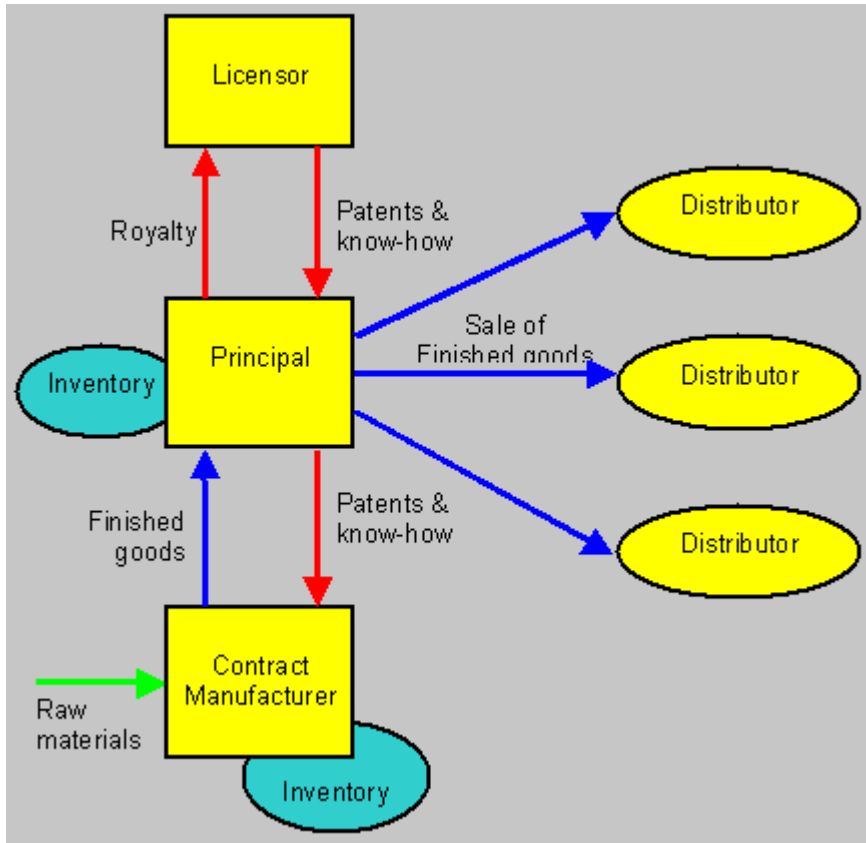 Licensor
Royalty
Patents &
know-how
Distributor
Sale of
Finished goods
Principal
Inventory
Distributor
Finished
goods
Patents &
know-how
Distributor
Contract
Manufacturer
Raw
materials
Inventory